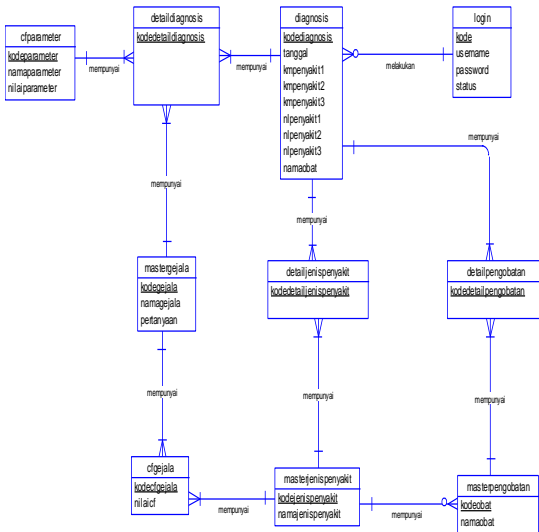 detaildiagnosis
kodedetaildiagnosis
diagnosis
kodediagnosis
tanggal
kmpenyakit1
kmpenyakit2
kmpenyakit3
nlpenyakit1
nlpenyakit2
nlpenyakit3
namaobat
login
kode
username
password
status
cfparameter
kodeparameter
namaparameter
nilaiparameter
mempunyai
mempunyai
melakukan
mempunyai
mempunyai
mempunyai
mastergejala
kodegejala
namagejala
pertanyaan
detailjenispenyakit
kodedetailjenispenyakit
detailpengobatan
kodedetailpengobatan
mempunyai
mempunyai
mempunyai
cfgejala
kodecfgejala
nilaicf
mempunyai
masterjenispenyakit
kodejenispenyakit
namajenispenyakit
mempunyai
masterpengobatan
kodeobat
namaobat